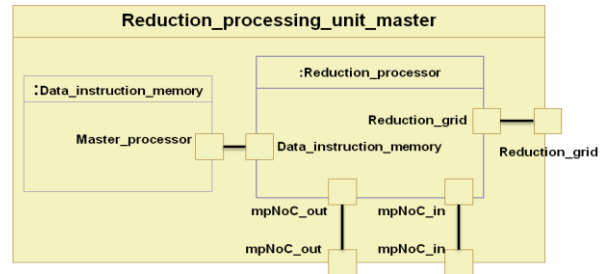 Reduction_processing_unit_master
:Reduction_processor
:Data_instruction_memory
Reduction_grid
Master_processor
Data_instruction_memory
Reduction_grid
mpNoC_out
mpNoC_in
mpNoC_out
mpNoC_in